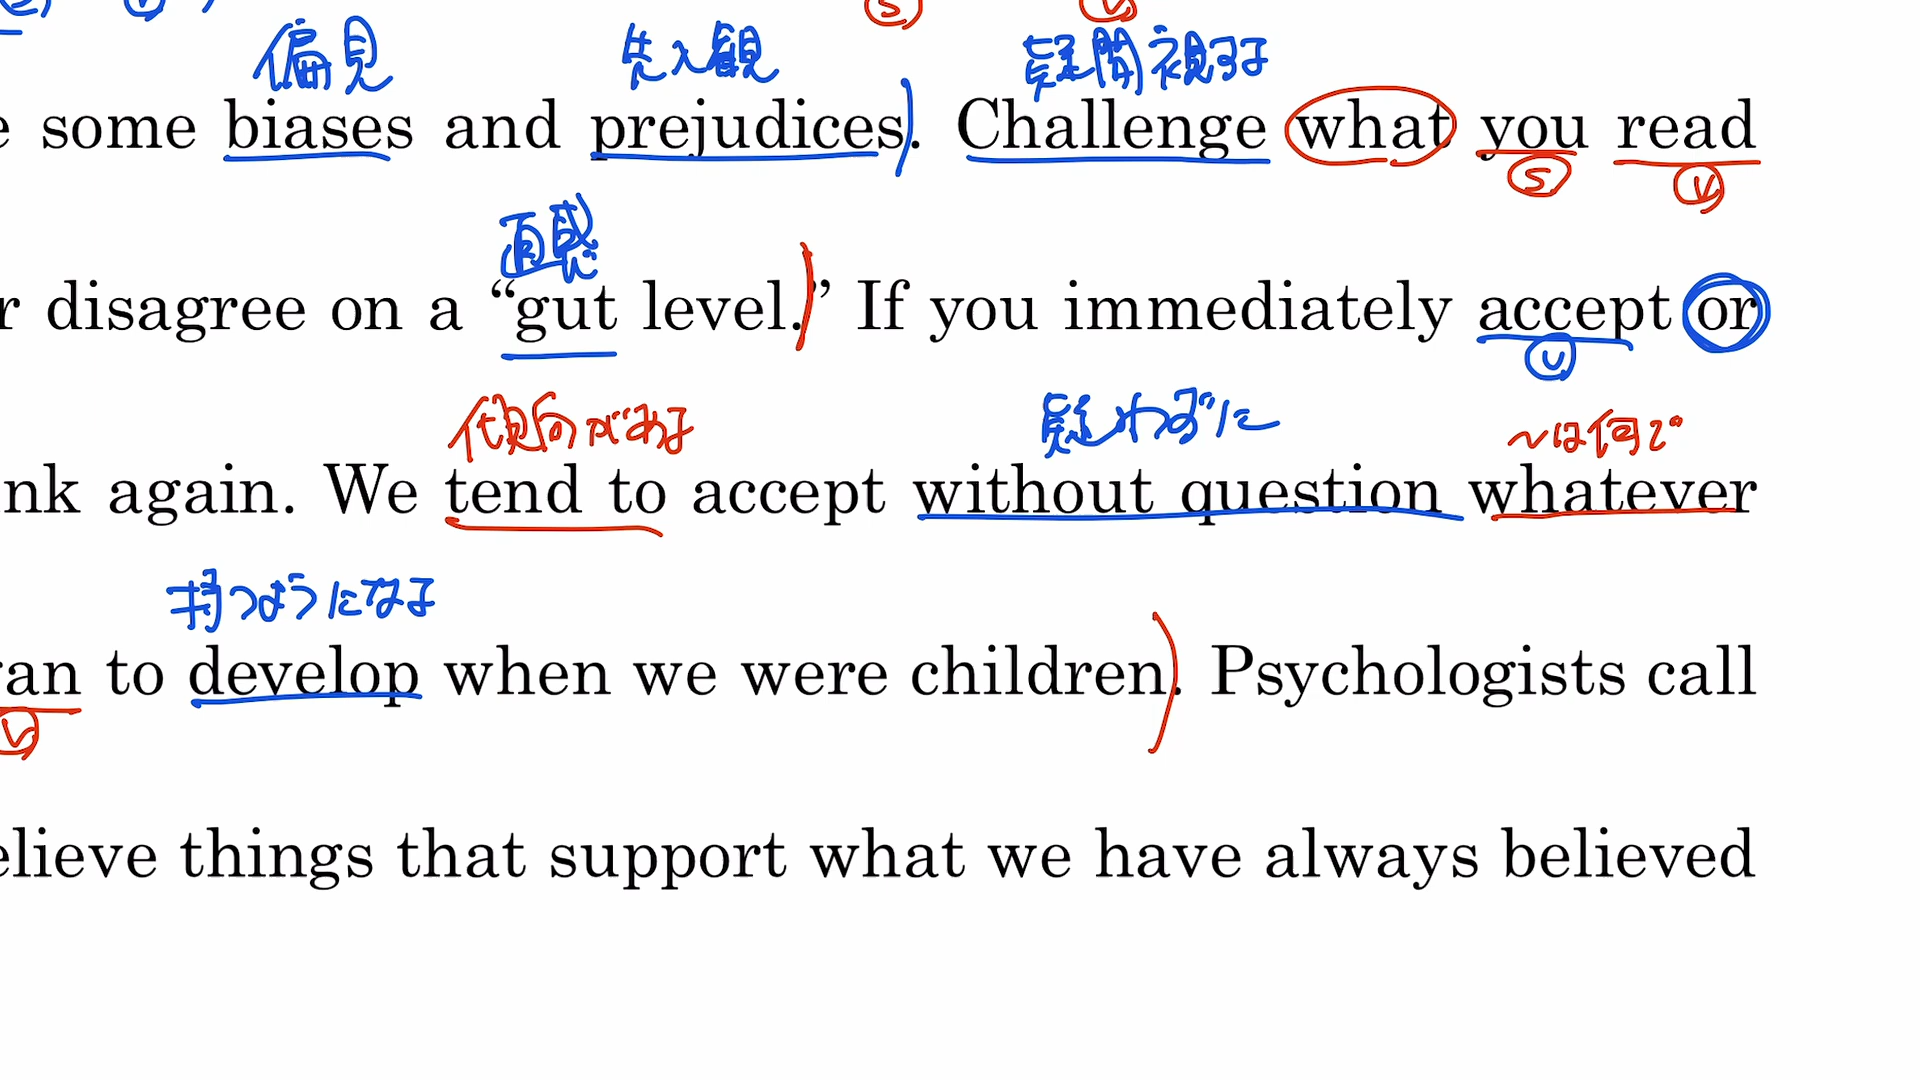 偏見 先入観 疑問視する
some biases and prejudices. Challenge what you read
S V
直感
r disagree on a “gut level.” If you immediately accept or
V
傾向がある 疑わずに 〜は何で
nk again. We tend to accept without question whatever
持つようになる
an to develop when we were children. Psychologists call
V
elieve things that support what we have always believed